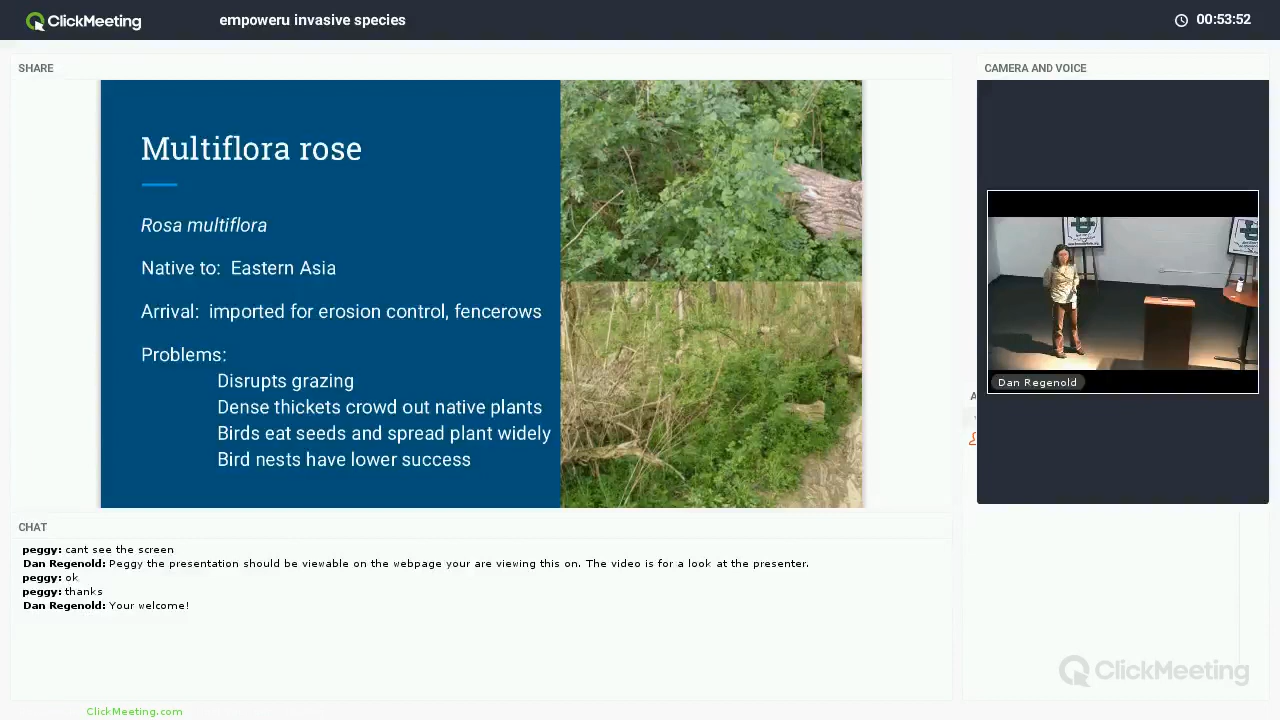 ClickMeeting
empoweru invasive species
00:53:52
SHARE
Multiflora rose
Rosa multiflora
Native to: Eastern Asia
Arrival: imported for erosion control, fencerows
Problems:
Disrupts grazing
Dense thickets crowd out native plants
Birds eat seeds and spread plant widely
Bird nests have lower success
CAMERA AND VOICE
Dan Regenold
A
CHAT
peggy: cant see the screen
Dan Regenold: Peggy the presentation should be viewable on the webpage your are viewing this on. The video is for a look at the presenter.
peggy: ok
peggy: thanks
Dan Regenold: Your welcome!
ClickMeeting
ClickMeeting.com